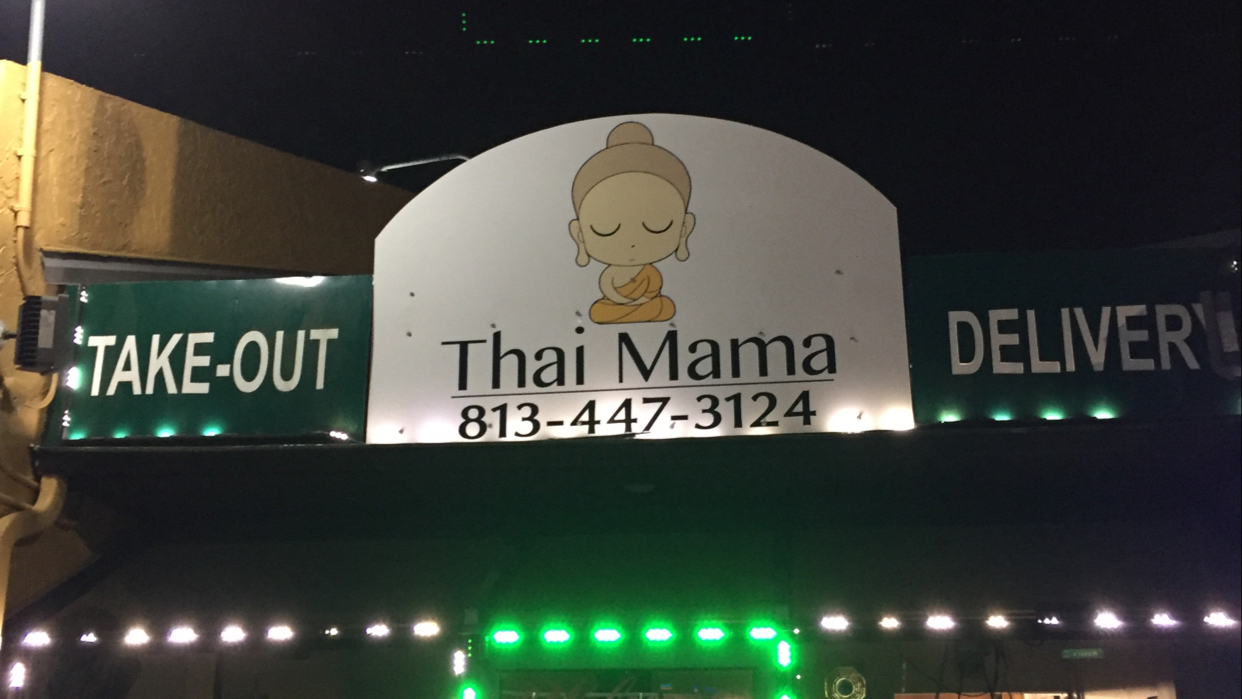 TAKE-OUT
Thai Mama
813-447-3124
DELIVERY